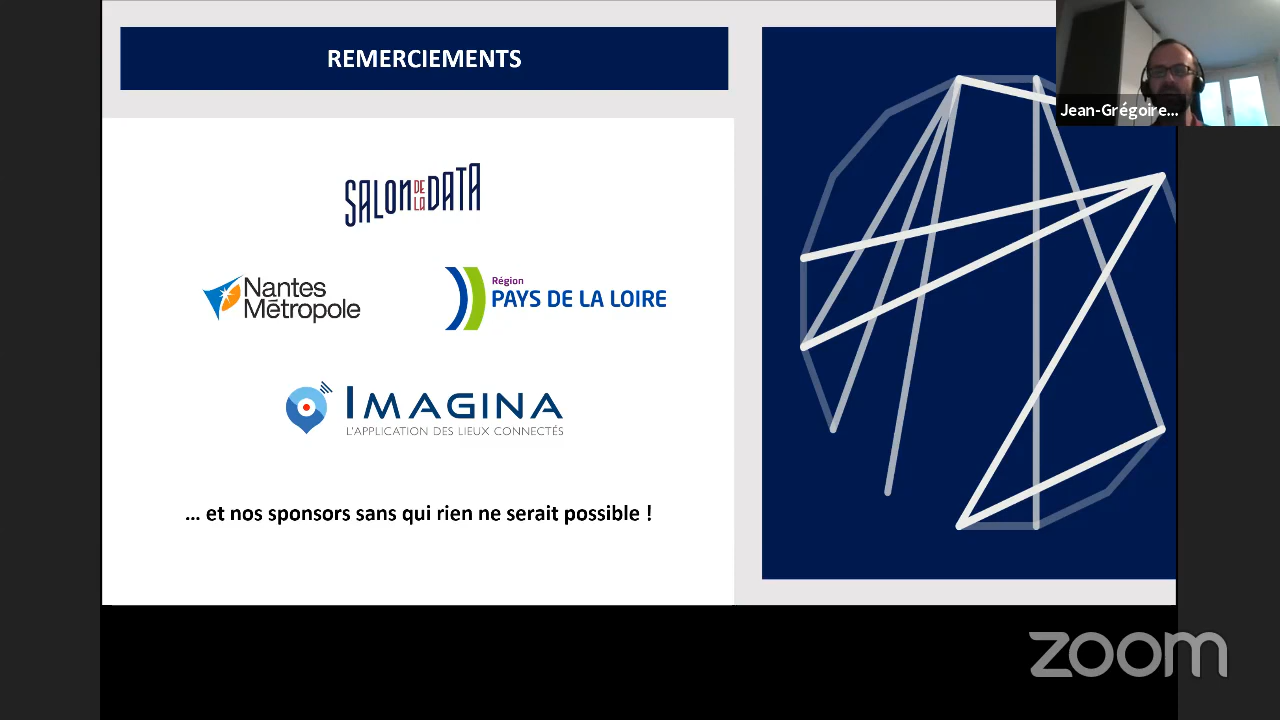 REMERCIEMENTS
Jean-Grégoire...
SALON DE LA DATA
Nantes
Métropole
Région
PAYS DE LA LOIRE
IMAGINA
L'APPLICATION DES LIEUX CONNECTÉS
... et nos sponsors sans qui rien ne serait possible !
zoom